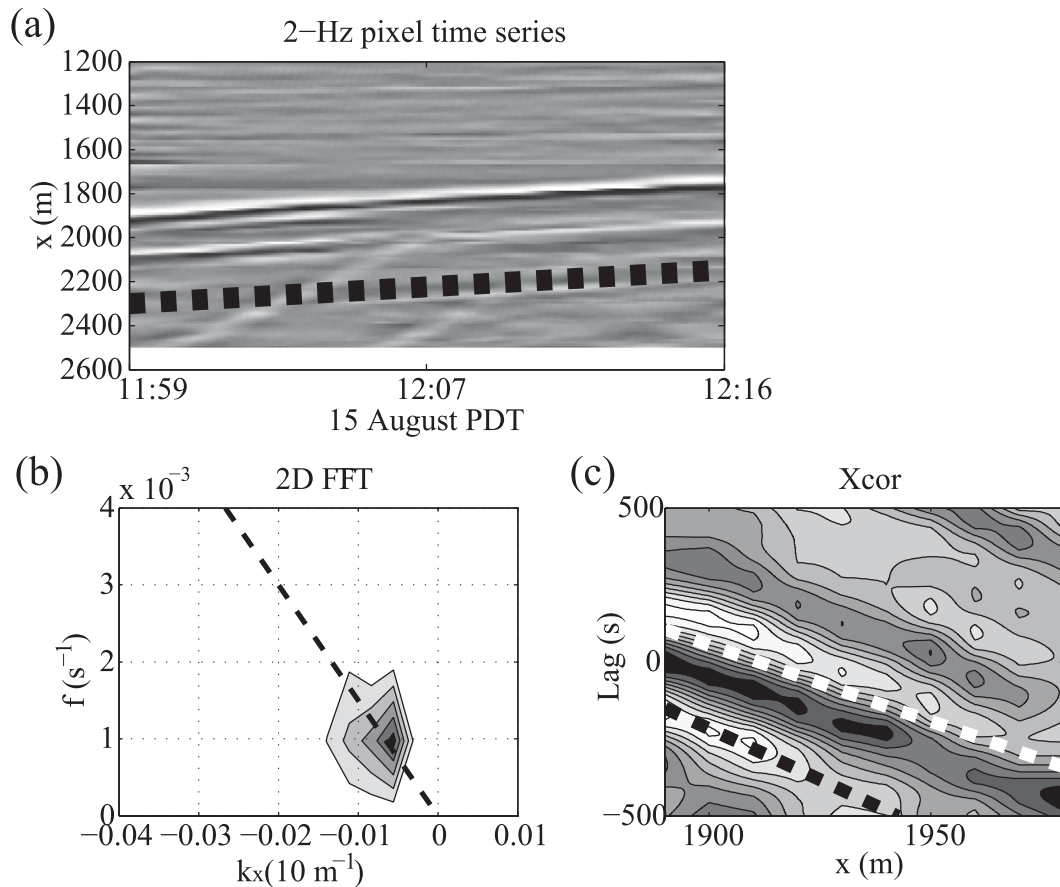 (a)
2−Hz pixel time series
1200
1400
1600
1800
2000
2200
2400
2600
x (m)
11:59 12:07 12:16
15 August PDT
(b)
x 10−3
2D FFT
4
3
2
1
0
f (s−1)
−0.04 −0.03 −0.02 −0.01 0 0.01
kx(10 m−1)
(c)
Xcor
500
0
−500
Lag (s)
1900 1950
x (m)